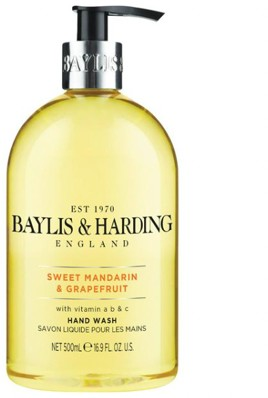 BAYLIS
EST 1970
BAYLIS & HARDING
ENGLAND
SWEET MANDARIN
& GRAPEFRUIT
with vitamin a b & c
HAND WASH
SAVON LIQUIDE POUR LES MAINS
NET 500mL ℮ 16.9 FL. OZ. U.S.